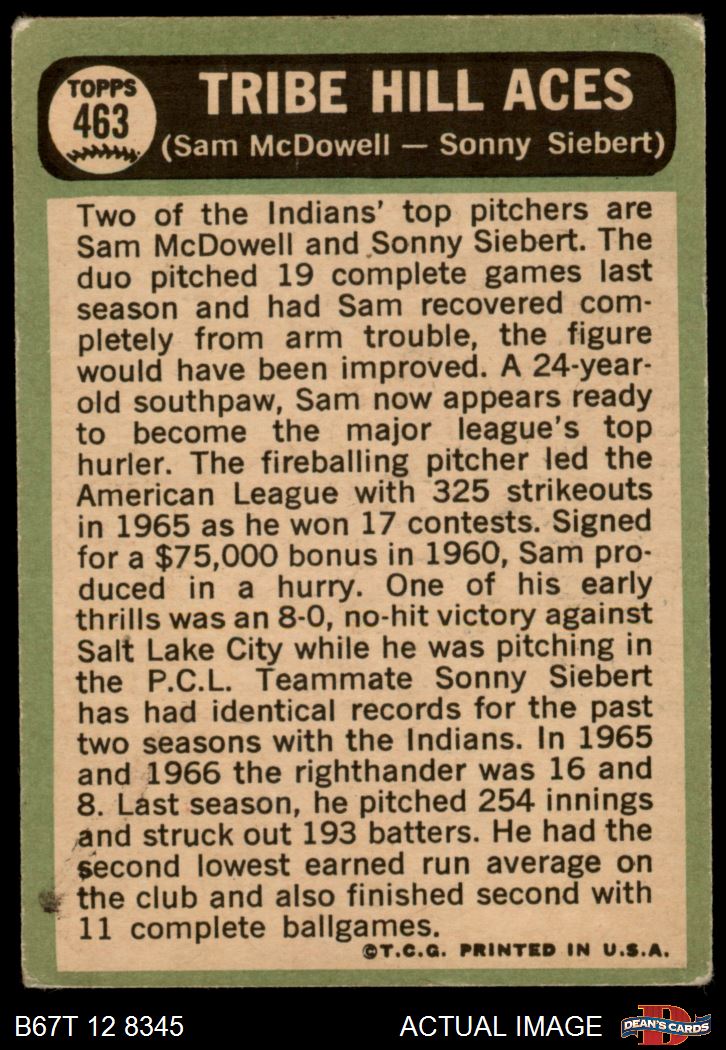 TOPPS
463
TRIBE HILL ACES
(Sam McDowell — Sonny Siebert)
Two of the Indians' top pitchers are
Sam McDowell and Sonny Siebert. The
duo pitched 19 complete games last
season and had Sam recovered com-
pletely from arm trouble, the figure
would have been improved. A 24-year-
old southpaw, Sam now appears ready
to become the major league's top
hurler. The fireballing pitcher led the
American League with 325 strikeouts
in 1965 as he won 17 contests. Signed
for a $75,000 bonus in 1960, Sam pro-
duced in a hurry. One of his early
thrills was an 8-0, no-hit victory against
Salt Lake City while he was pitching in
the P.C.L. Teammate Sonny Siebert
has had identical records for the past
two seasons with the Indians. In 1965
and 1966 the righthander was 16 and
8. Last season, he pitched 254 innings
and struck out 193 batters. He had the
second lowest earned run average on
the club and also finished second with
11 complete ballgames.
©T.C.G. PRINTED IN U.S.A.
B67T 12 8345
ACTUAL IMAGE
D
DEAN'S CARDS